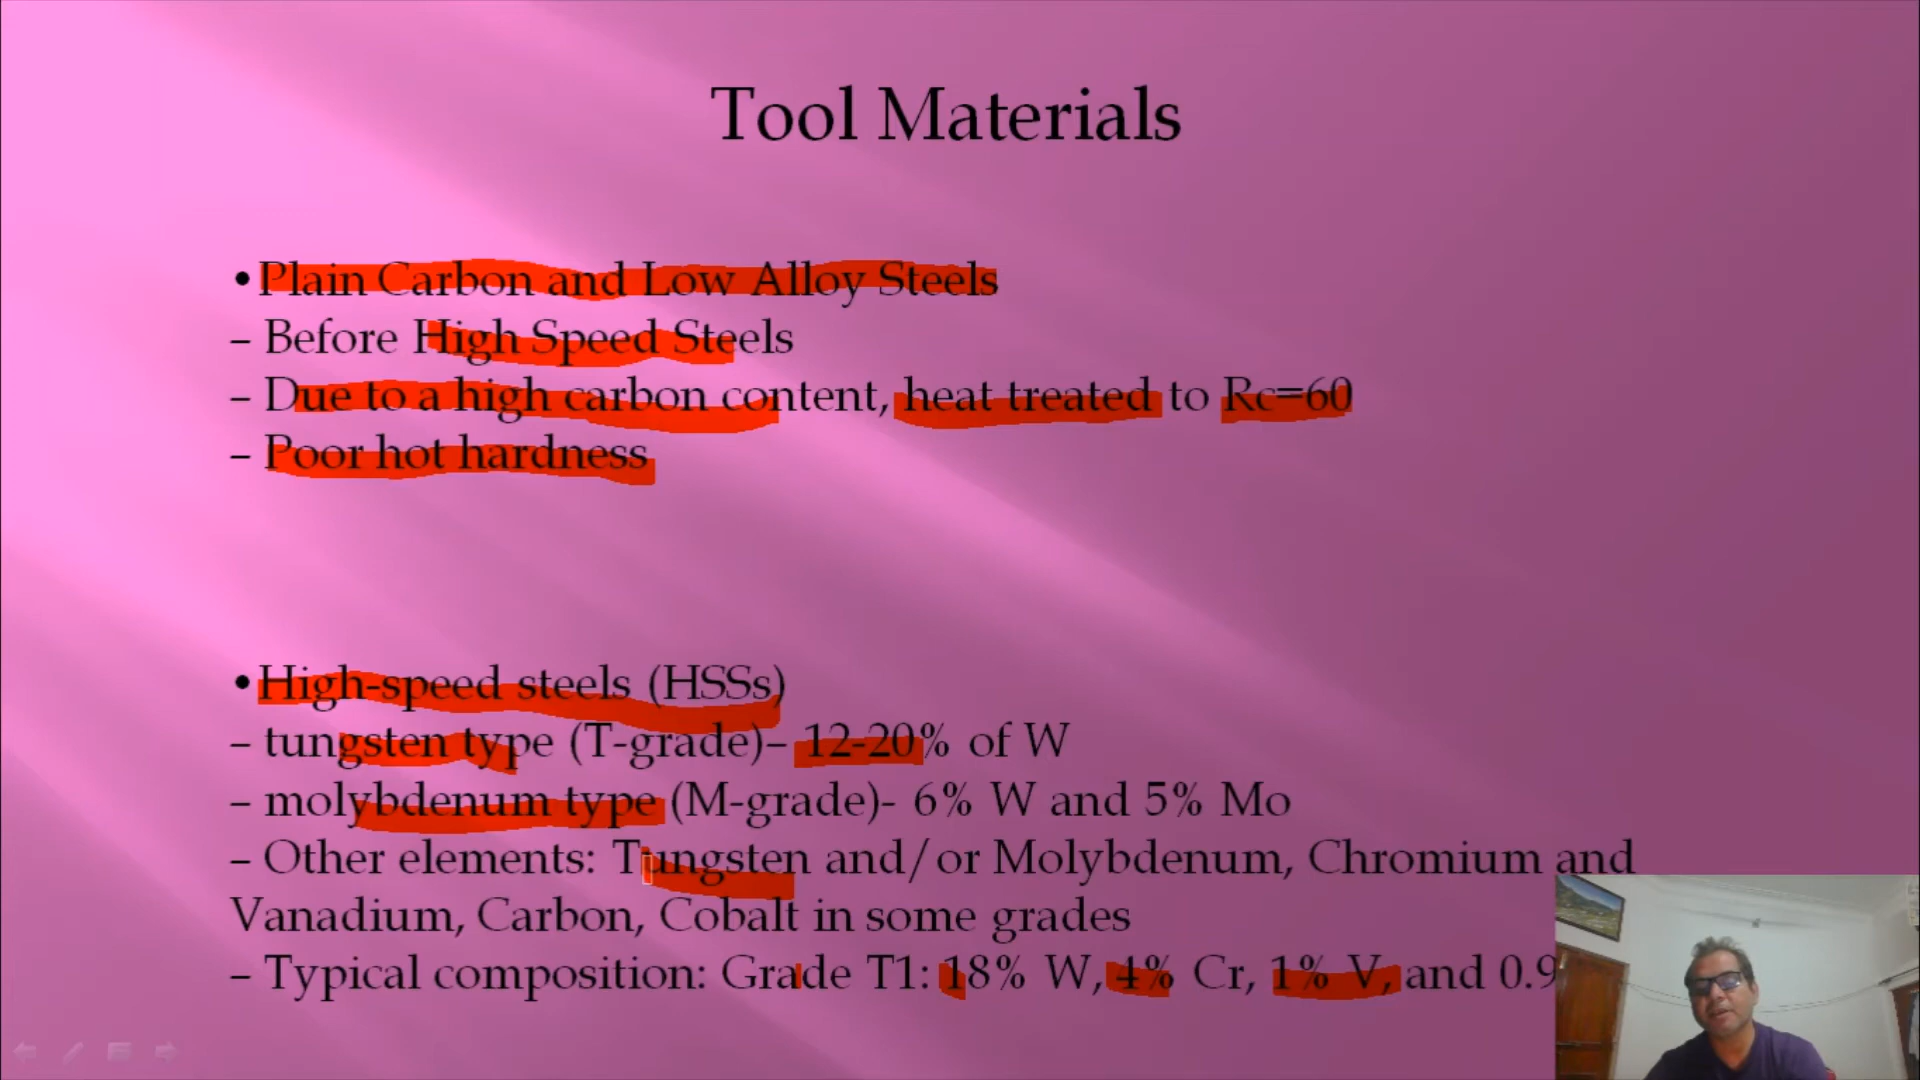 Tool Materials
•Plain Carbon and Low Alloy Steels
– Before High Speed Steels
– Due to a high carbon content, heat treated to Rc=60
– Poor hot hardness
•High-speed steels (HSSs)
– tungsten type (T-grade)– 12-20% of W
– molybdenum type (M-grade)- 6% W and 5% Mo
– Other elements: Tungsten and/or Molybdenum, Chromium and
Vanadium, Carbon, Cobalt in some grades
– Typical composition: Grade T1: 18% W, 4% Cr, 1% V, and 0.9